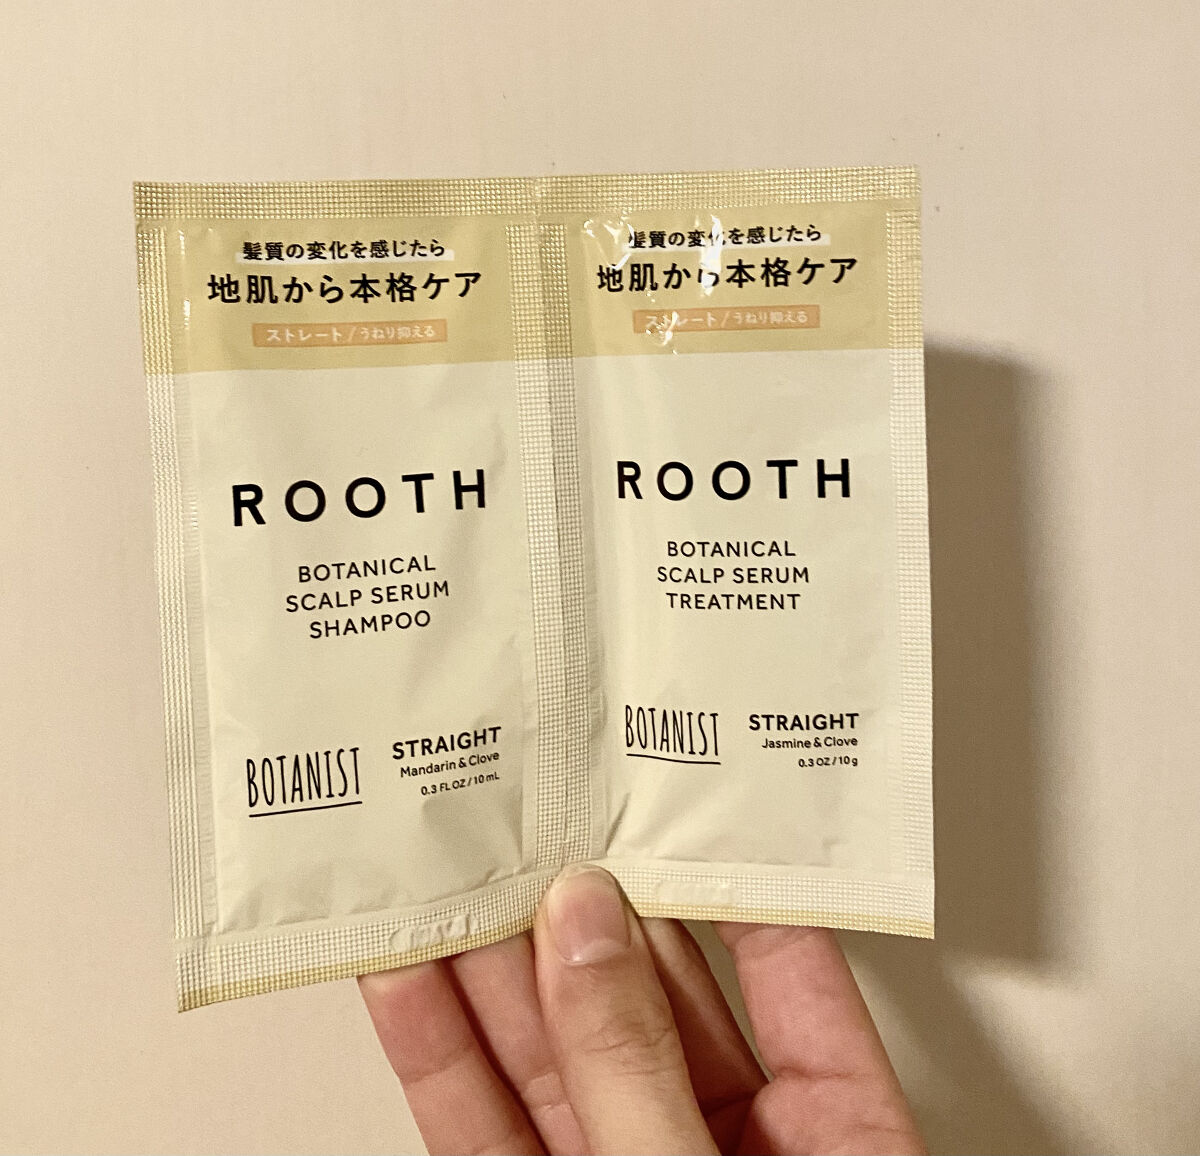 髪質の変化を感じたら
地肌から本格ケア
ストレート/うねり抑える
ROOTH
BOTANICAL
SCALP SERUM
SHAMPOO
BOTANIST
STRAIGHT
Mandarin & Clove
0.3 FL OZ / 10 mL
髪質の変化を感じたら
地肌から本格ケア
ストレート/うねり抑える
ROOTH
BOTANICAL
SCALP SERUM
TREATMENT
BOTANIST
STRAIGHT
Jasmine & Clove
0.3 OZ / 10 g